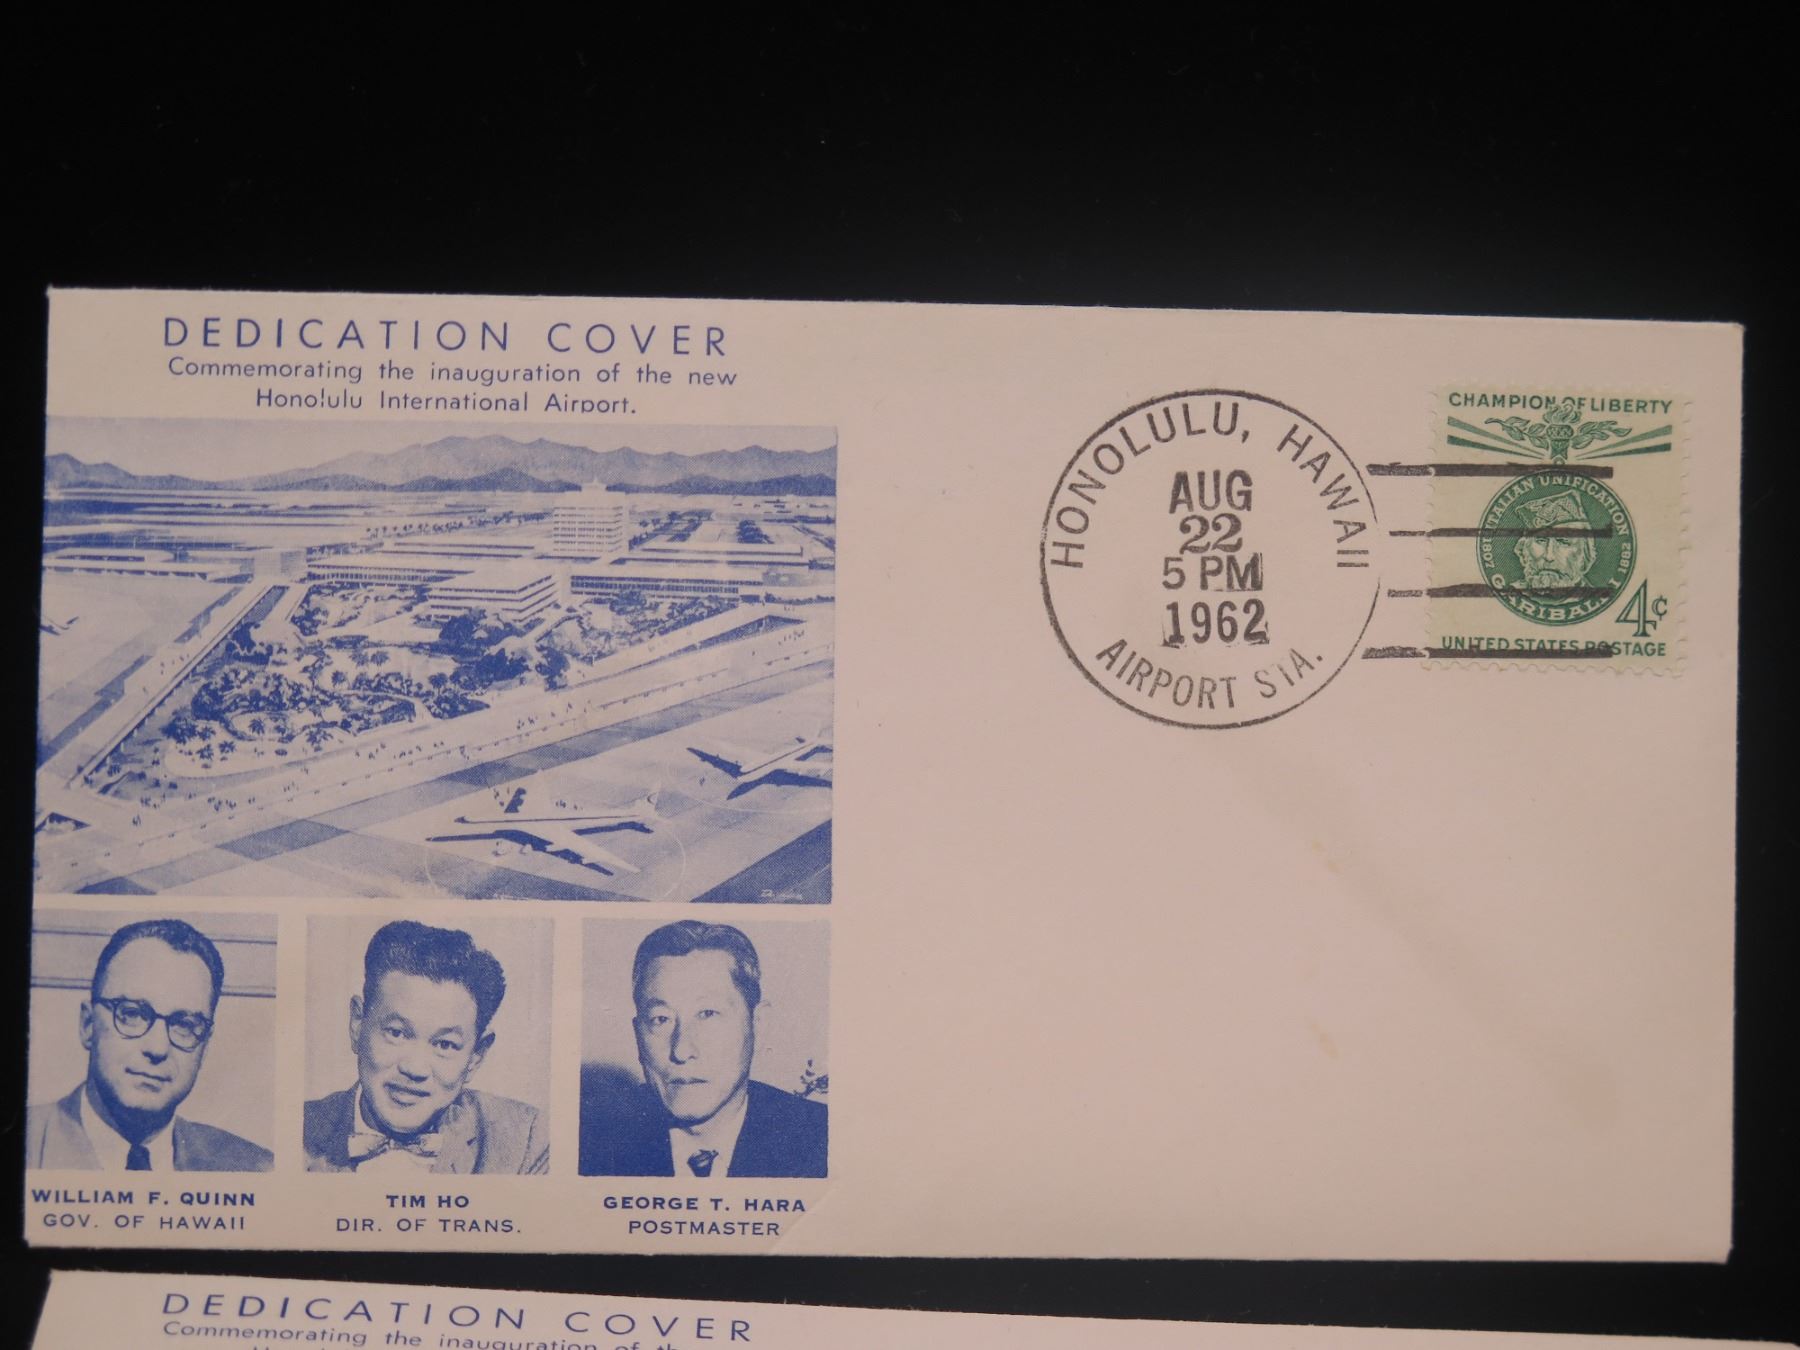 DEDICATION COVER
Commemorating the inauguration of the new
Honolulu International Airport.
HONOLULU, HAWAII
AUG
22
5 PM
1962
AIRPORT STA.
CHAMPION OF LIBERTY
1807 ITALIAN UNIFICATION 1882
GARIBALDI
4¢
UNITED STATES POSTAGE
WILLIAM F. QUINN
GOV. OF HAWAII
TIM HO
DIR. OF TRANS.
GEORGE T. HARA
POSTMASTER
DEDICATION COVER
Commemorating the inauguration of